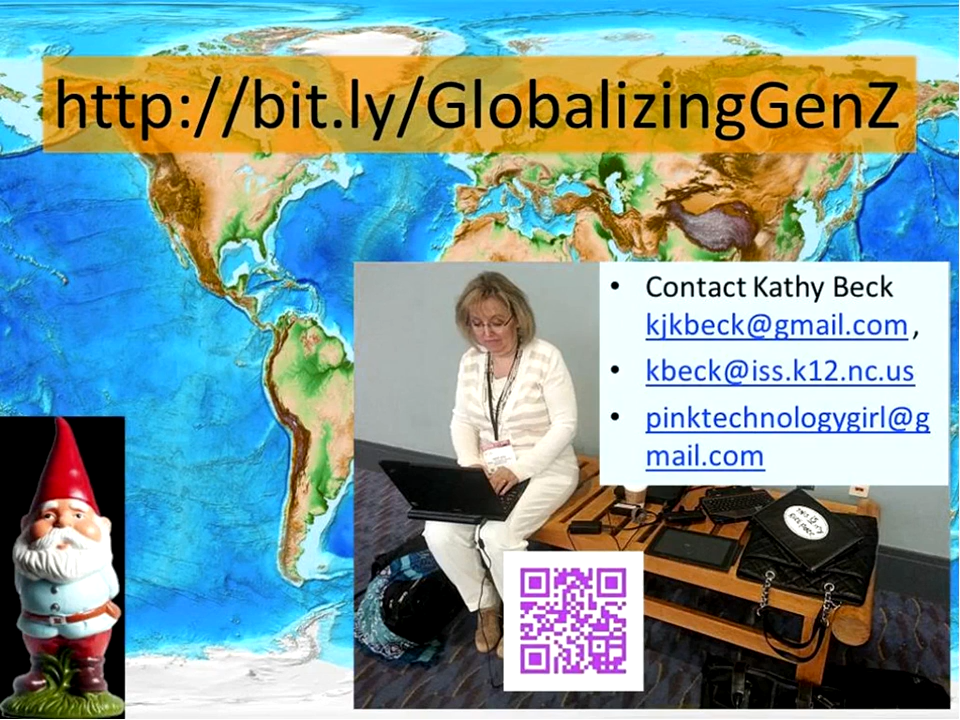 http://bit.ly/GlobalizingGenZ
• Contact Kathy Beck
kjkbeck@gmail.com ,
• kbeck@iss.k12.nc.us
• pinktechnologygirl@g
mail.com